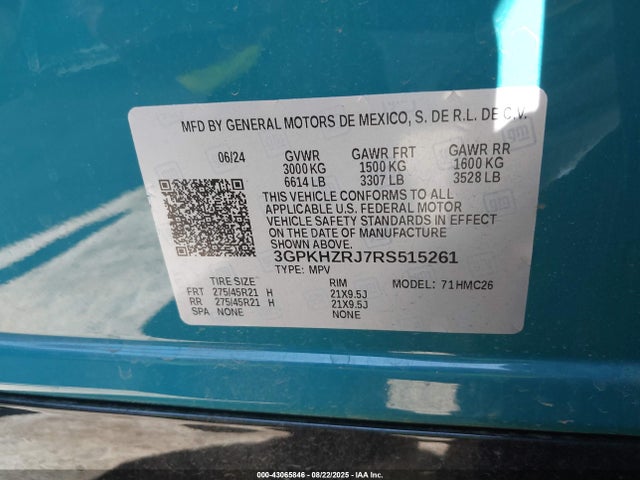 MFD BY GENERAL MOTORS DE MEXICO, S. DE R.L. DE C.V.
06/24 GVWR GAWR FRT GAWR RR
3000 KG 1500 KG 1600 KG
6614 LB 3307 LB 3528 LB
THIS VEHICLE CONFORMS TO ALL
APPLICABLE U.S. FEDERAL MOTOR
VEHICLE SAFETY STANDARDS IN EFFECT
ON THE DATE OF MANUFACTURE
SHOWN ABOVE.
3GPKHZRJ7RS515261
TYPE: MPV
TIRE SIZE RIM MODEL: 71HMC26
FRT 275/45R21 H 21X9.5J
RR 275/45R21 H 21X9.5J
SPA NONE NONE
000-43065846 - 08/22/2025 - IAA Inc.